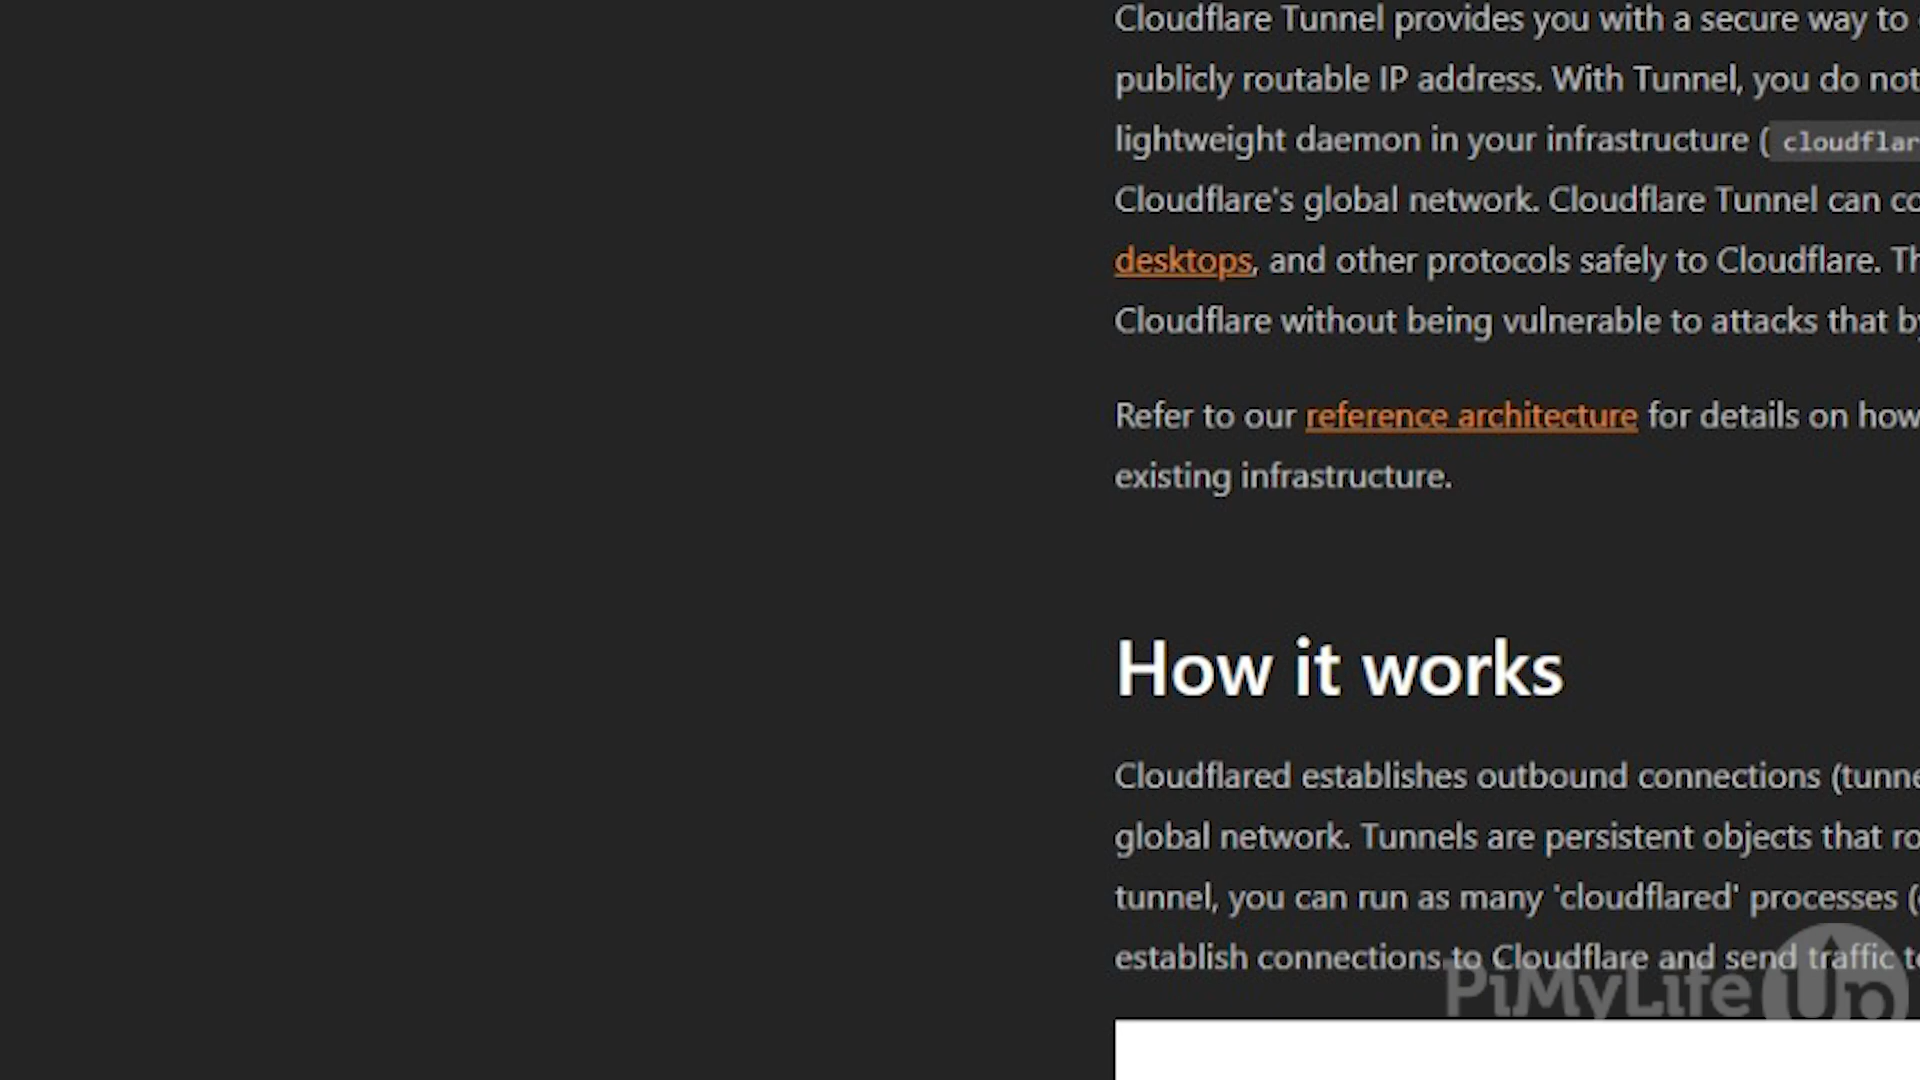 Cloudflare Tunnel provides you with a secure way to
publicly routable IP address. With Tunnel, you do not
lightweight daemon in your infrastructure ( cloudflar
Cloudflare's global network. Cloudflare Tunnel can co
desktops, and other protocols safely to Cloudflare. Th
Cloudflare without being vulnerable to attacks that by
Refer to our reference architecture for details on how
existing infrastructure.
How it works
Cloudflared establishes outbound connections (tunne
global network. Tunnels are persistent objects that ro
tunnel, you can run as many 'cloudflared' processes (
establish connections to Cloudflare and send traffic t
PiMyLifeUp